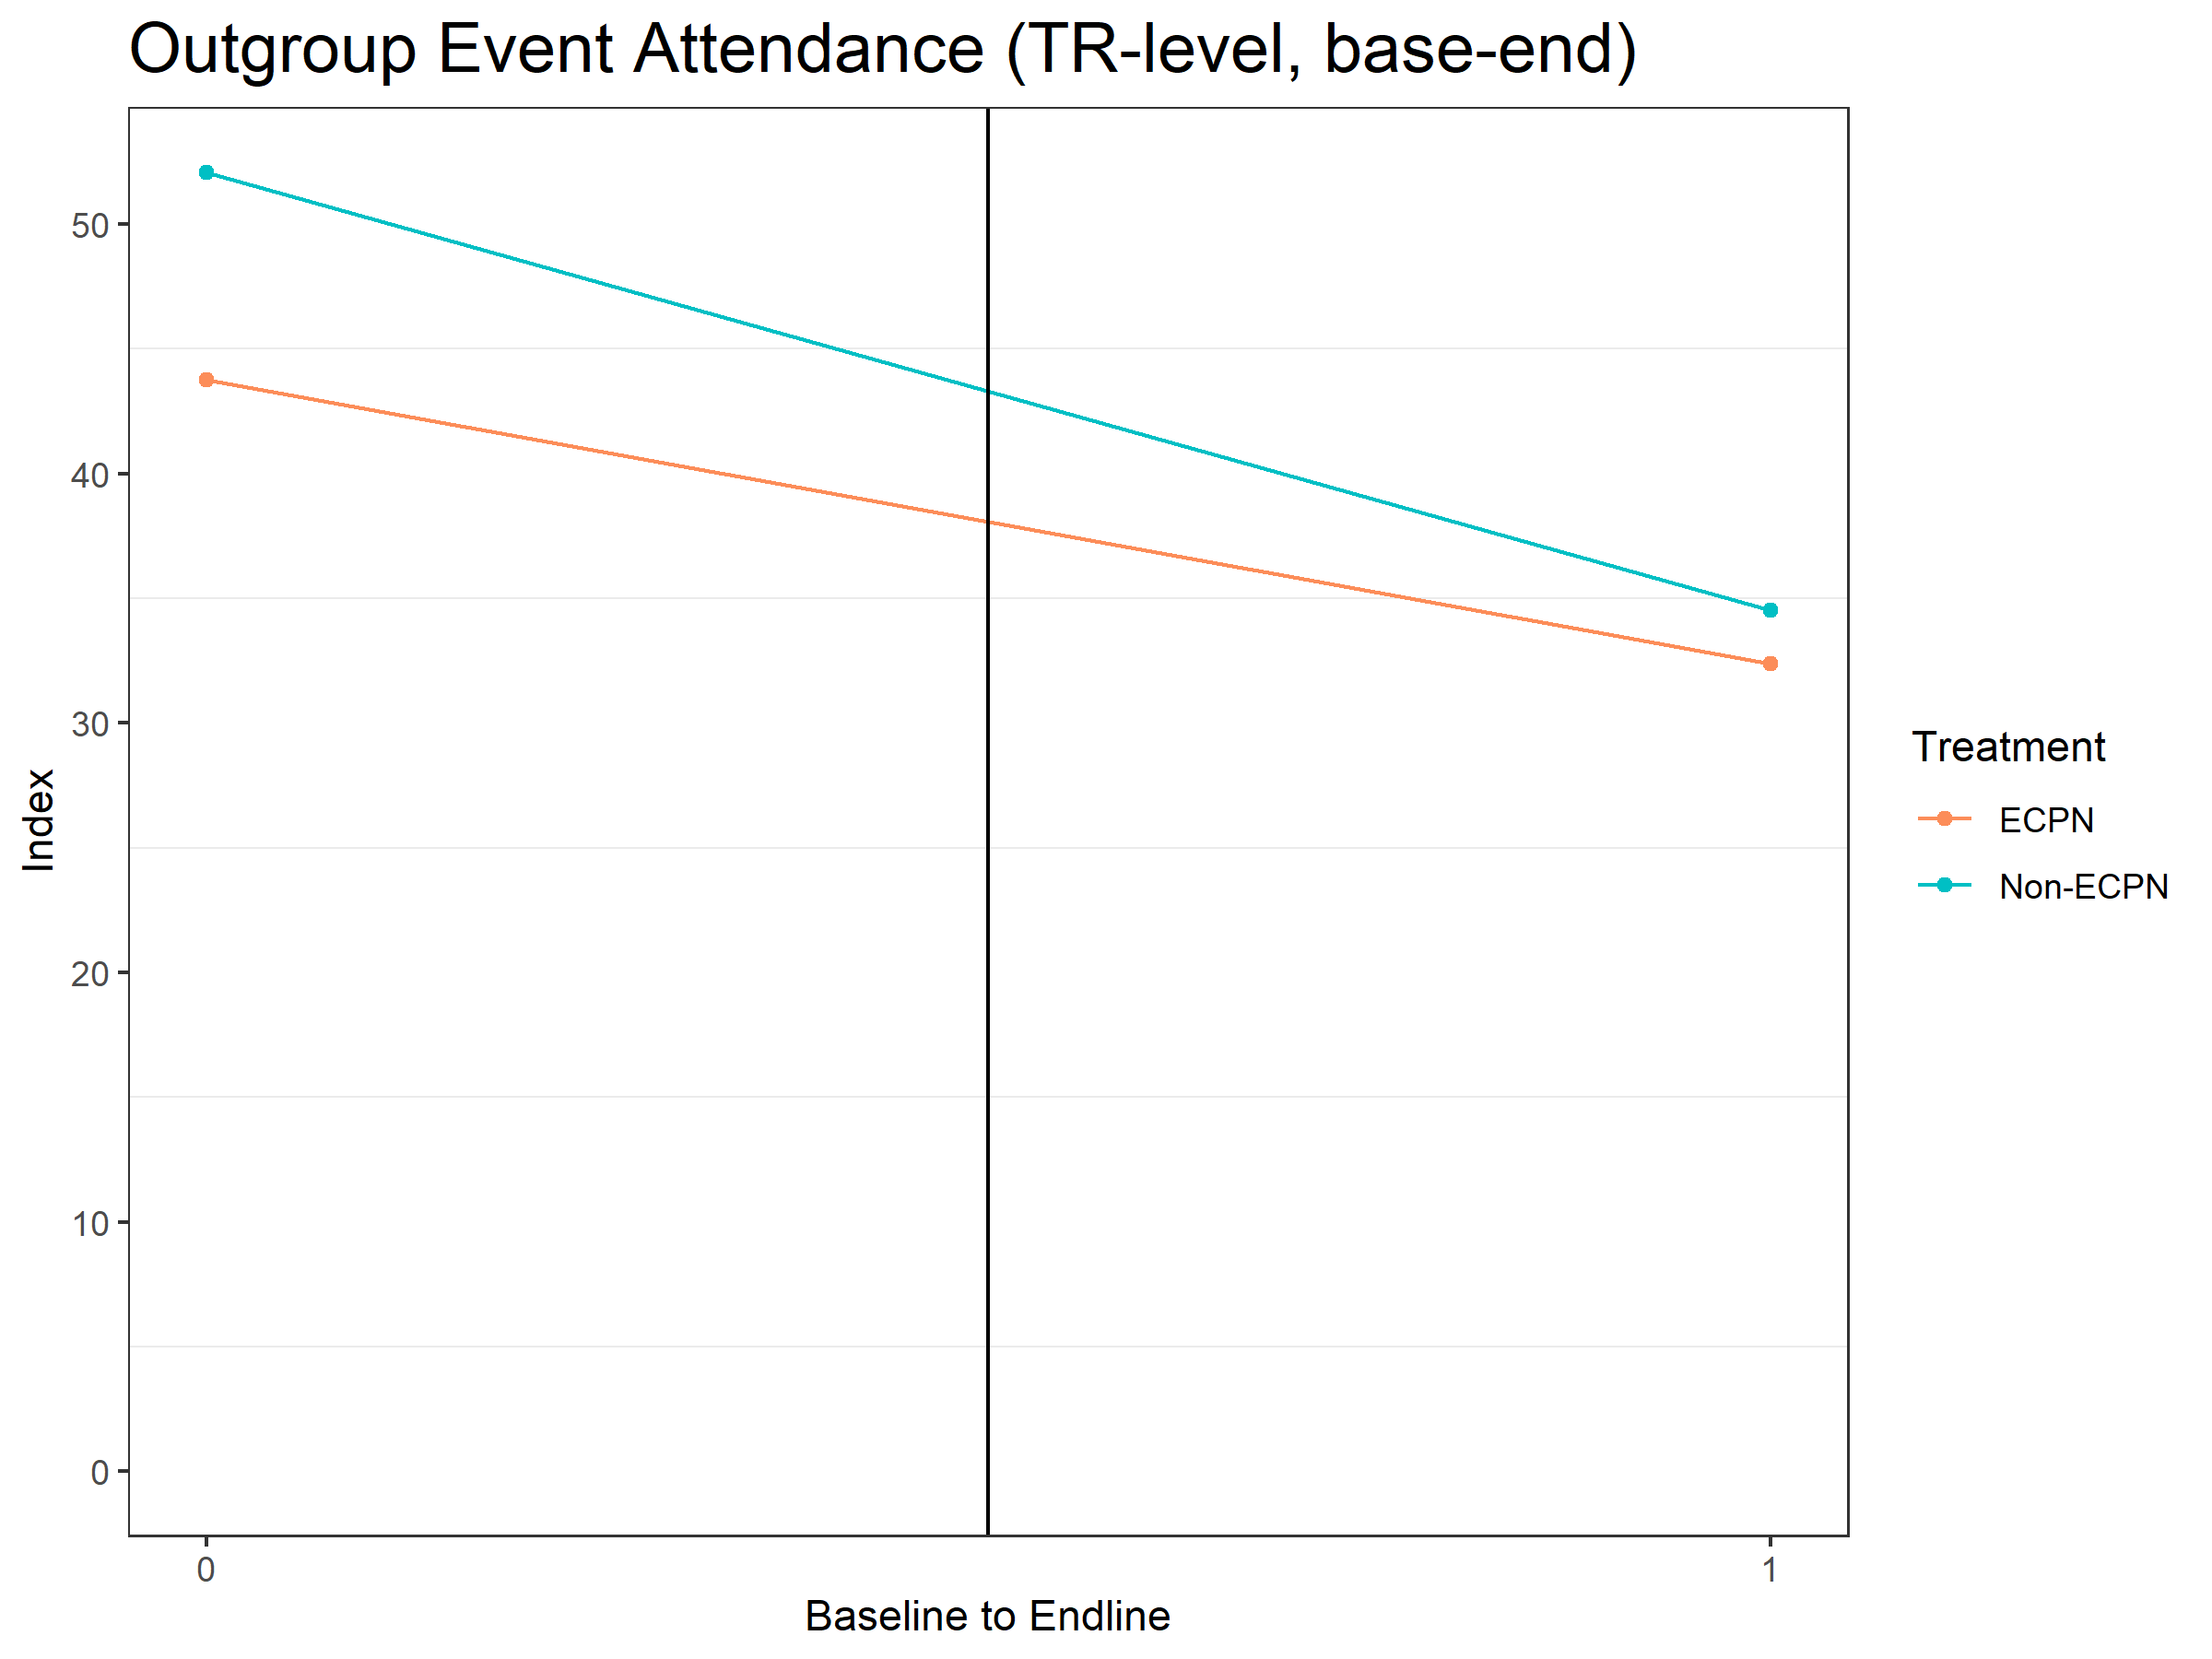 Outgroup Event Attendance (TR-level, base-end)
50
40
30
20
10
0
Index
0
1
Baseline to Endline
Treatment
ECPN
Non-ECPN